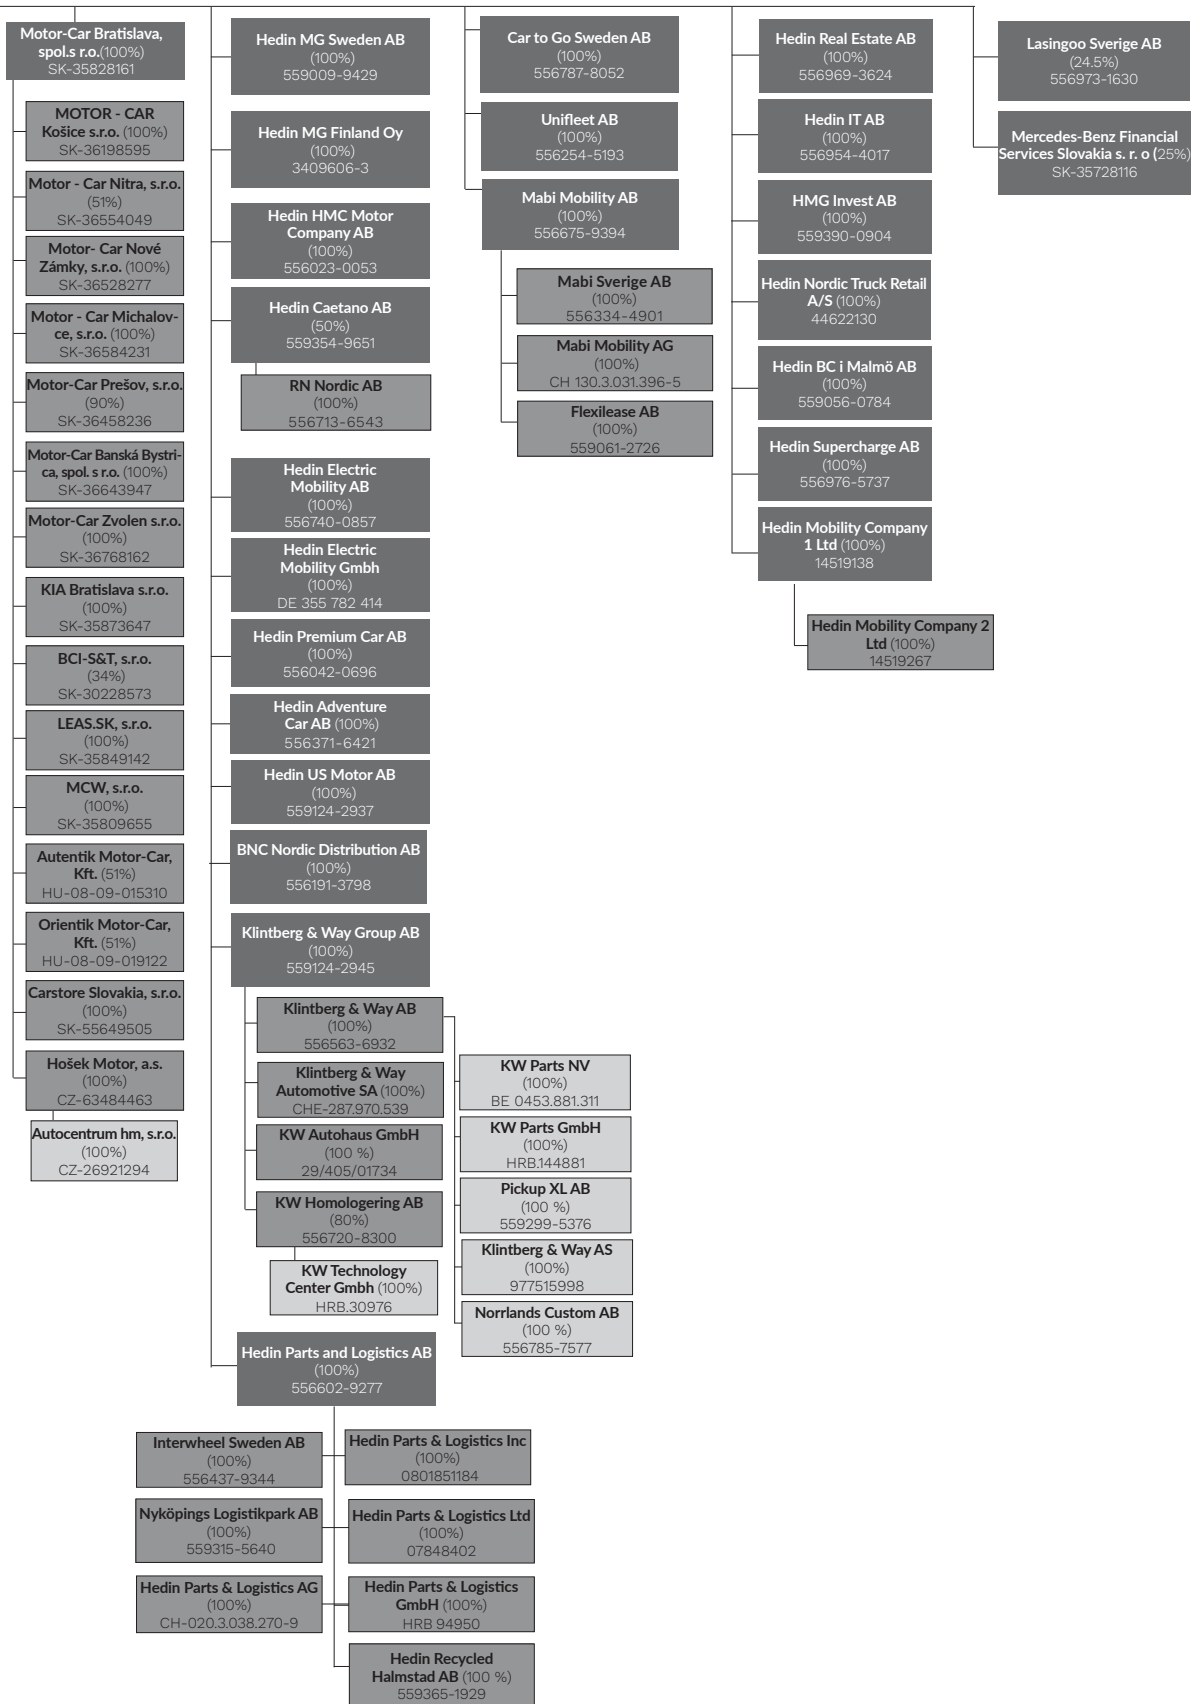 Motor-Car Bratislava,
spol.s r.o.(100%)
SK-35828161
MOTOR - CAR
Košice s.r.o. (100%)
SK-36198595
Motor - Car Nitra, s.r.o.
(51%)
SK-36554049
Motor- Car Nové
Zámky, s.r.o. (100%)
SK-36528277
Motor - Car Michalov-
ce, s.r.o. (100%)
SK-36584231
Motor-Car Prešov, s.r.o.
(90%)
SK-36458236
Motor-Car Banská Bystri-
ca, spol. s r.o. (100%)
SK-36643947
Motor-Car Zvolen s.r.o.
(100%)
SK-36768162
KIA Bratislava s.r.o.
(100%)
SK-35873647
BCI-S&T, s.r.o.
(34%)
SK-30228573
LEAS.SK, s.r.o.
(100%)
SK-35849142
MCW, s.r.o.
(100%)
SK-35809655
Autentik Motor-Car,
Kft. (51%)
HU-08-09-015310
Orientik Motor-Car,
Kft. (51%)
HU-08-09-019122
Carstore Slovakia, s.r.o.
(100%)
SK-55649505
Hošek Motor, a.s.
(100%)
CZ-63484463
Autocentrum hm, s.r.o.
(100%)
CZ-26921294
Hedin MG Sweden AB
(100%)
559009-9429
Hedin MG Finland Oy
(100%)
3409606-3
Hedin HMC Motor
Company AB
(100%)
556023-0053
Hedin Caetano AB
(50%)
559354-9651
RN Nordic AB
(100%)
556713-6543
Hedin Electric
Mobility AB
(100%)
556740-0857
Hedin Electric
Mobility Gmbh
(100%)
DE 355 782 414
Hedin Premium Car AB
(100%)
556042-0696
Hedin Adventure
Car AB (100%)
556371-6421
Hedin US Motor AB
(100%)
559124-2937
BNC Nordic Distribution AB
(100%)
556191-3798
Klintberg & Way Group AB
(100%)
559124-2945
Klintberg & Way AB
(100%)
556563-6932
Klintberg & Way
Automotive SA (100%)
CHE-287.970.539
KW Autohaus GmbH
(100 %)
29/405/01734
KW Homologering AB
(80%)
556720-8300
KW Technology
Center Gmbh (100%)
HRB.30976
KW Parts NV
(100%)
BE 0453.881.311
KW Parts GmbH
(100%)
HRB.144881
Pickup XL AB
(100 %)
559299-5376
Klintberg & Way AS
(100%)
977515998
Norrlands Custom AB
(100 %)
556785-7577
Hedin Parts and Logistics AB
(100%)
556602-9277
Interwheel Sweden AB
(100%)
556437-9344
Nyköpings Logistikpark AB
(100%)
559315-5640
Hedin Parts & Logistics AG
(100%)
CH-020.3.038.270-9
Hedin Parts & Logistics Inc
(100%)
0801851184
Hedin Parts & Logistics Ltd
(100%)
07848402
Hedin Parts & Logistics
GmbH (100%)
HRB 94950
Hedin Recycled
Halmstad AB (100 %)
559365-1929
Car to Go Sweden AB
(100%)
556787-8052
Unifleet AB
(100%)
556254-5193
Mabi Mobility AB
(100%)
556675-9394
Mabi Sverige AB
(100%)
556334-4901
Mabi Mobility AG
(100%)
CH 130.3.031.396-5
Flexilease AB
(100%)
559061-2726
Hedin Real Estate AB
(100%)
556969-3624
Hedin IT AB
(100%)
556954-4017
HMG Invest AB
(100%)
559390-0904
Hedin Nordic Truck Retail
A/S (100%)
44622130
Hedin BC i Malmö AB
(100%)
559056-0784
Hedin Supercharge AB
(100%)
556976-5737
Hedin Mobility Company
1 Ltd (100%)
14519138
Hedin Mobility Company 2
Ltd (100%)
14519267
Lasingoo Sverige AB
(24.5%)
556973-1630
Mercedes-Benz Financial
Services Slovakia s. r. o (25%)
SK-35728116